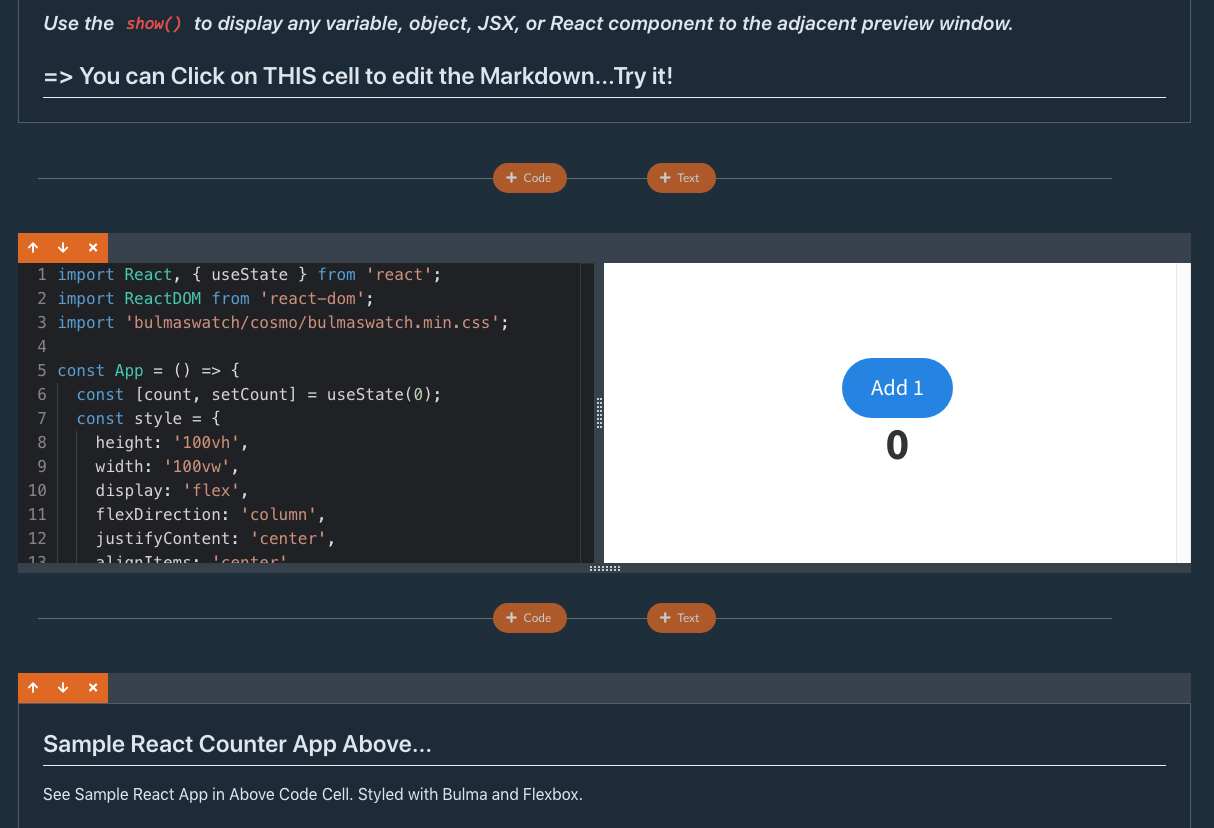 Use the show() to display any variable, object, JSX, or React component to the adjacent preview window.
=> You can Click on THIS cell to edit the Markdown...Try it!
+ Code
+ Text
1 import React, { useState } from 'react';
2 import ReactDOM from 'react-dom';
3 import 'bulmaswatch/cosmo/bulmaswatch.min.css';
4
5 const App = () => {
6 const [count, setCount] = useState(0);
7 const style = {
8 height: '100vh',
9 width: '100vw',
10 display: 'flex',
11 flexDirection: 'column',
12 justifyContent: 'center',
13 alignItems: 'center'
Add 1
0
+ Code
+ Text
Sample React Counter App Above...
See Sample React App in Above Code Cell. Styled with Bulma and Flexbox.